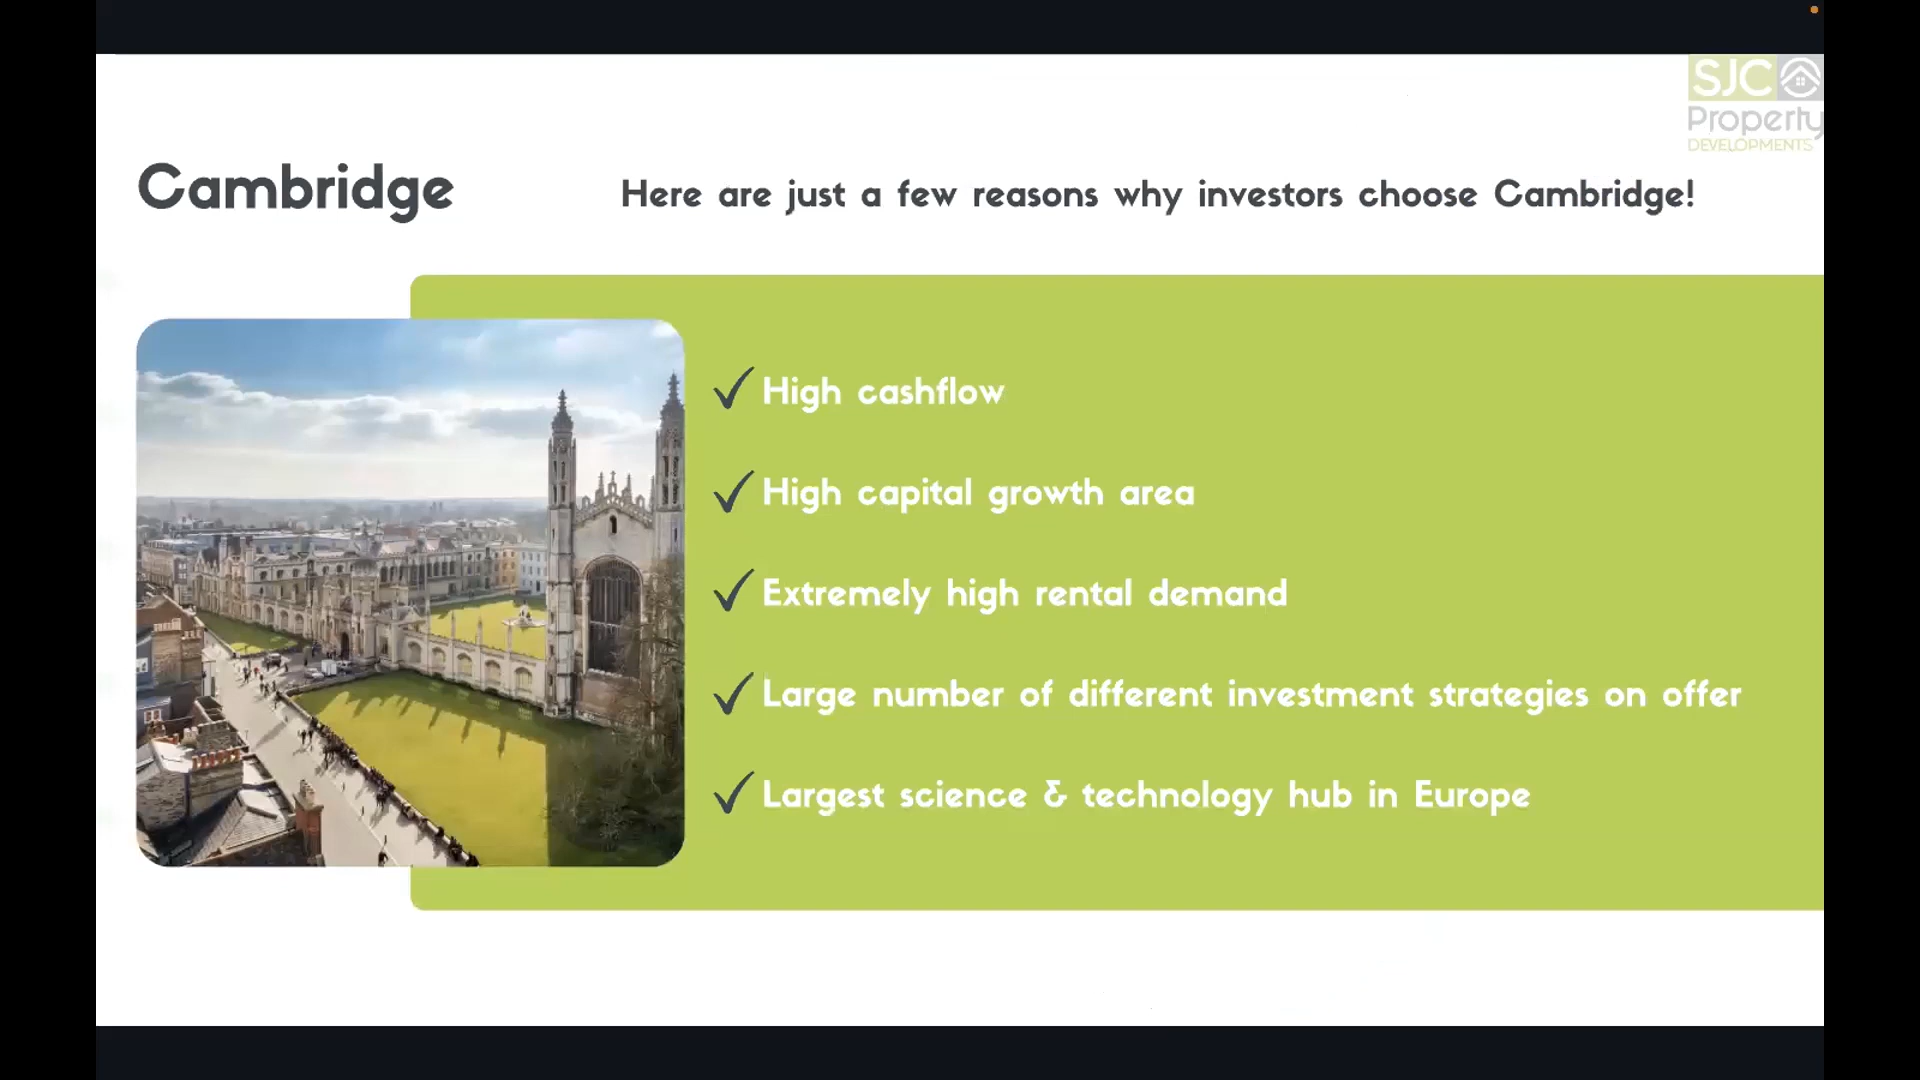 SJC
Property
DEVELOPMENTS
Cambridge
Here are just a few reasons why investors choose Cambridge!
High cashflow
High capital growth area
Extremely high rental demand
Large number of different investment strategies on offer
Largest science & technology hub in Europe